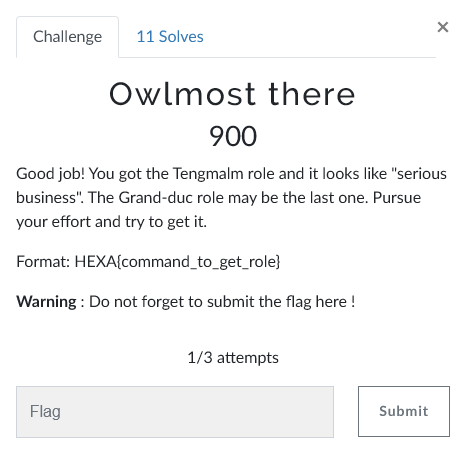 Challenge
11 Solves
×
Owlmost there
900
Good job! You got the Tengmalm role and it looks like "serious
business". The Grand-duc role may be the last one. Pursue
your effort and try to get it.
Format: HEXA{command_to_get_role}
Warning : Do not forget to submit the flag here !
1/3 attempts
Flag
Submit